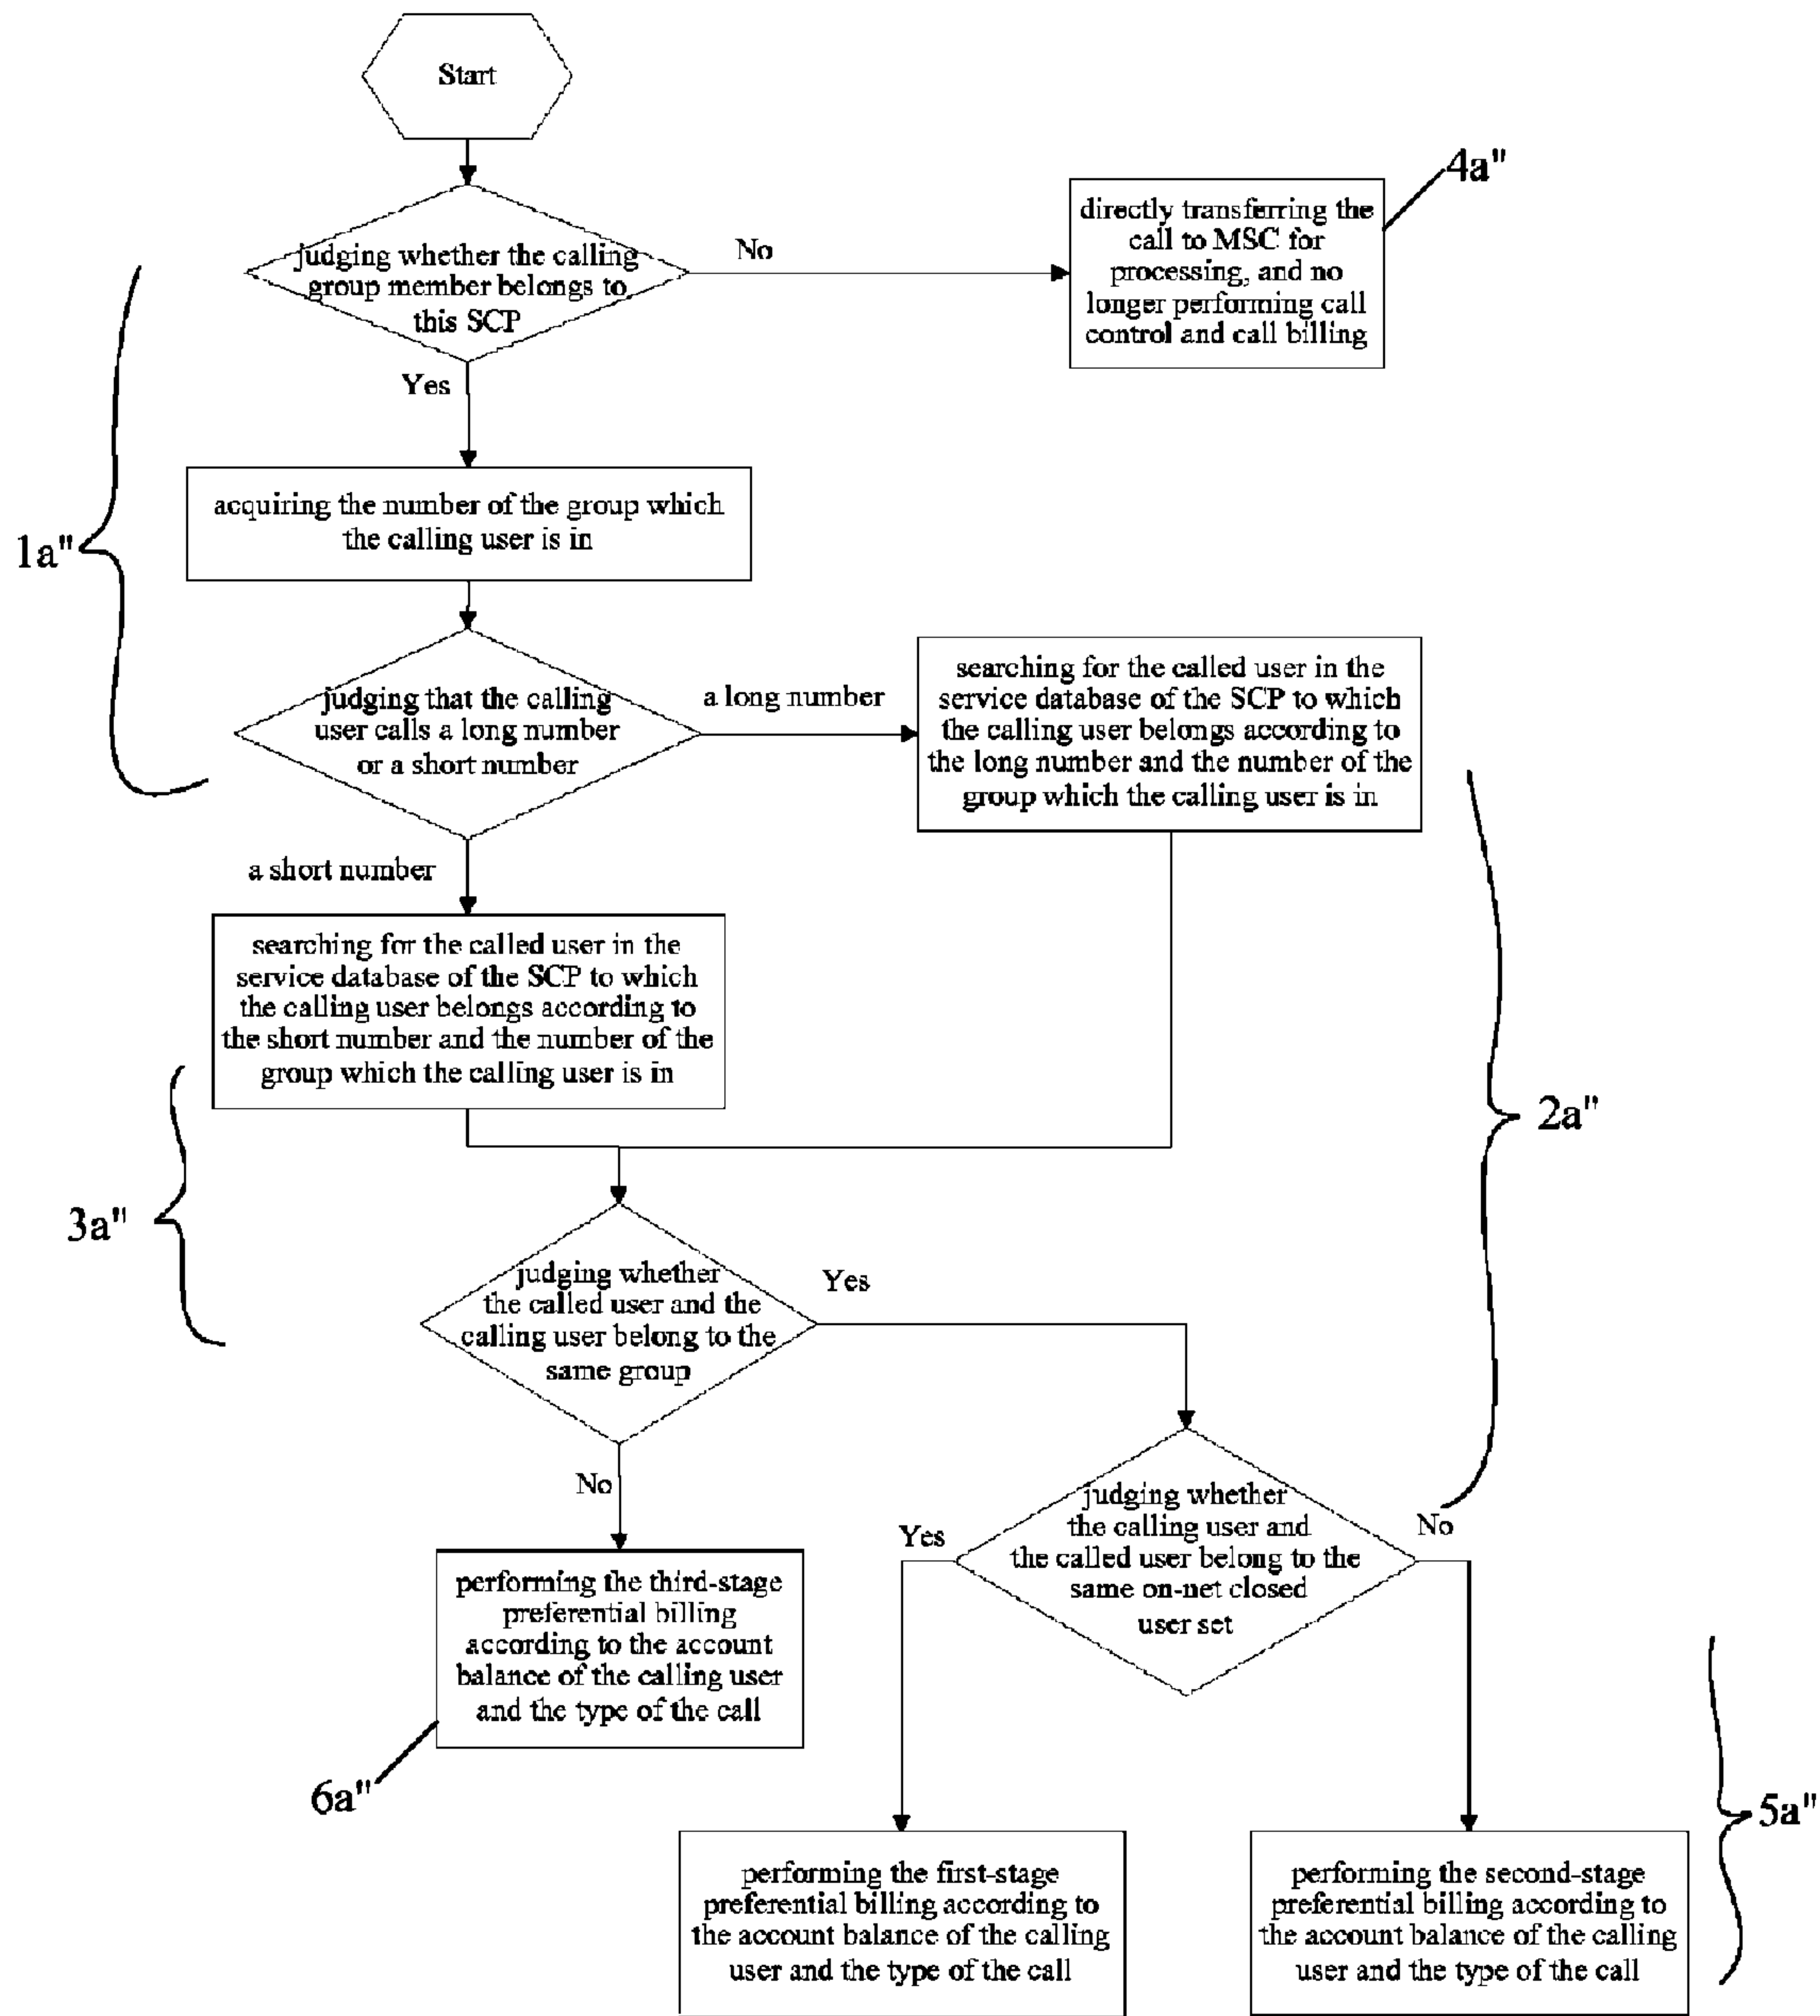 Start
4a"
directly transferring the
call to MSC for
processing, and no
longer performing call
control and call billing
No
judging whether the calling
group member belongs to
this SCP
Yes
acquiring the number of the group which
the calling user is in
1a"
judging that the calling
user calls a long number
or a short number
a long number
searching for the called user in the
service database of the SCP to which
the calling user belongs according to
the long number and the number of the
group which the calling user is in
a short number
searching for the called user in the
service database of the SCP to which
the calling user belongs according to
the short number and the number of the
group which the calling user is in
2a"
3a"
judging whether
the called user and the
calling user belong to the
same group
Yes
No
judging whether
the calling user and
the called user belong to the
same on-net closed
user set
Yes
No
performing the third-stage
preferential billing
according to the account
balance of the calling user
and the type of the call
6a"
5a"
performing the first-stage
preferential billing according to
the account balance of the calling
user and the type of the call
performing the second-stage
preferential billing according to
the account balance of the calling
user and the type of the call